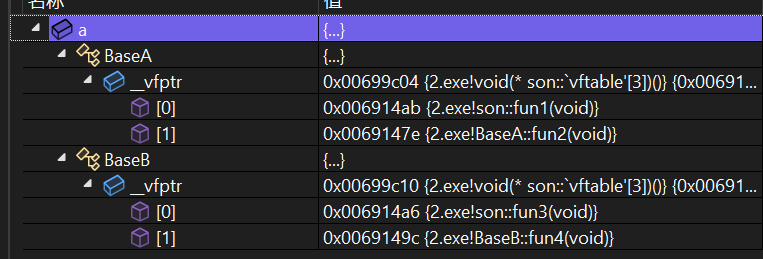 名称 值
a {...}
BaseA {...}
__vfptr 0x00699c04 {2.exe!void(* son::`vftable'[3])()} {0x00691...
[0] 0x006914ab {2.exe!son::fun1(void)}
[1] 0x0069147e {2.exe!BaseA::fun2(void)}
BaseB {...}
__vfptr 0x00699c10 {2.exe!void(* son::`vftable'[3])()} {0x00691...
[0] 0x006914a6 {2.exe!son::fun3(void)}
[1] 0x0069149c {2.exe!BaseB::fun4(void)}